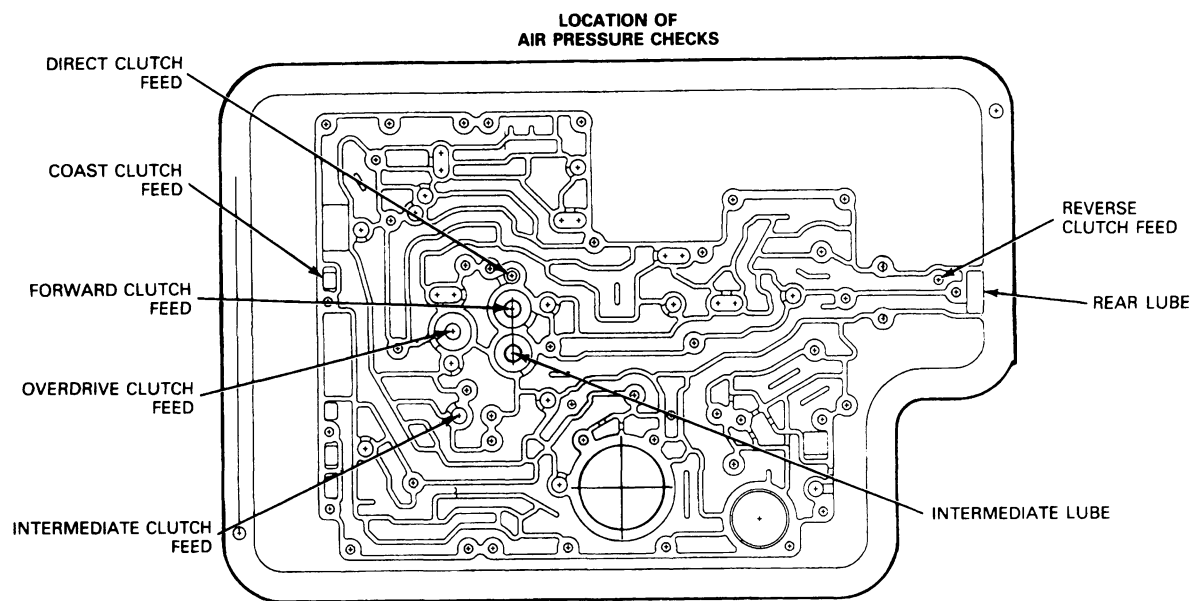 LOCATION OF
AIR PRESSURE CHECKS
DIRECT CLUTCH
FEED
COAST CLUTCH
FEED
FORWARD CLUTCH
FEED
OVERDRIVE CLUTCH
FEED
INTERMEDIATE CLUTCH
FEED
REVERSE
CLUTCH FEED
REAR LUBE
INTERMEDIATE LUBE